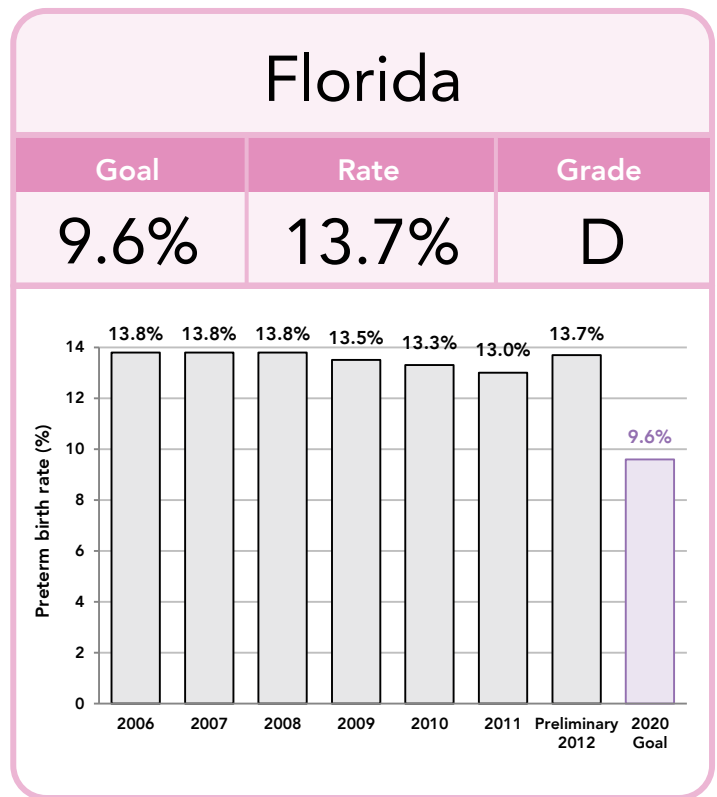 Florida
Goal Rate Grade
9.6% 13.7% D
13.8% 13.8% 13.8% 13.5% 13.3% 13.0% 13.7%
9.6%
Preterm birth rate (%)
14
12
10
8
6
4
2
0
2006 2007 2008 2009 2010 2011 Preliminary 2020
2012 Goal